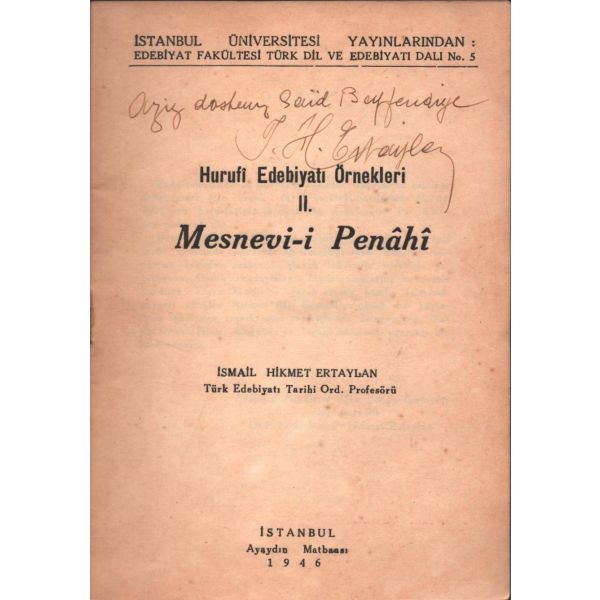 İSTANBUL ÜNİVERSİTESİ YAYINLARINDAN :
EDEBİYAT FAKÜLTESİ TÜRK DİL VE EDEBİYATI DALI No. 5
Aziz dostum Said Beyfendiye
İ. H. Ertaylan
Hurufî Edebiyatı Örnekleri
II.
Mesnevi-i Penâhî
İSMAİL HİKMET ERTAYLAN
Türk Edebiyatı Tarihi Ord. Profesörü
İSTANBUL
Ayaydın Matbaası
1946